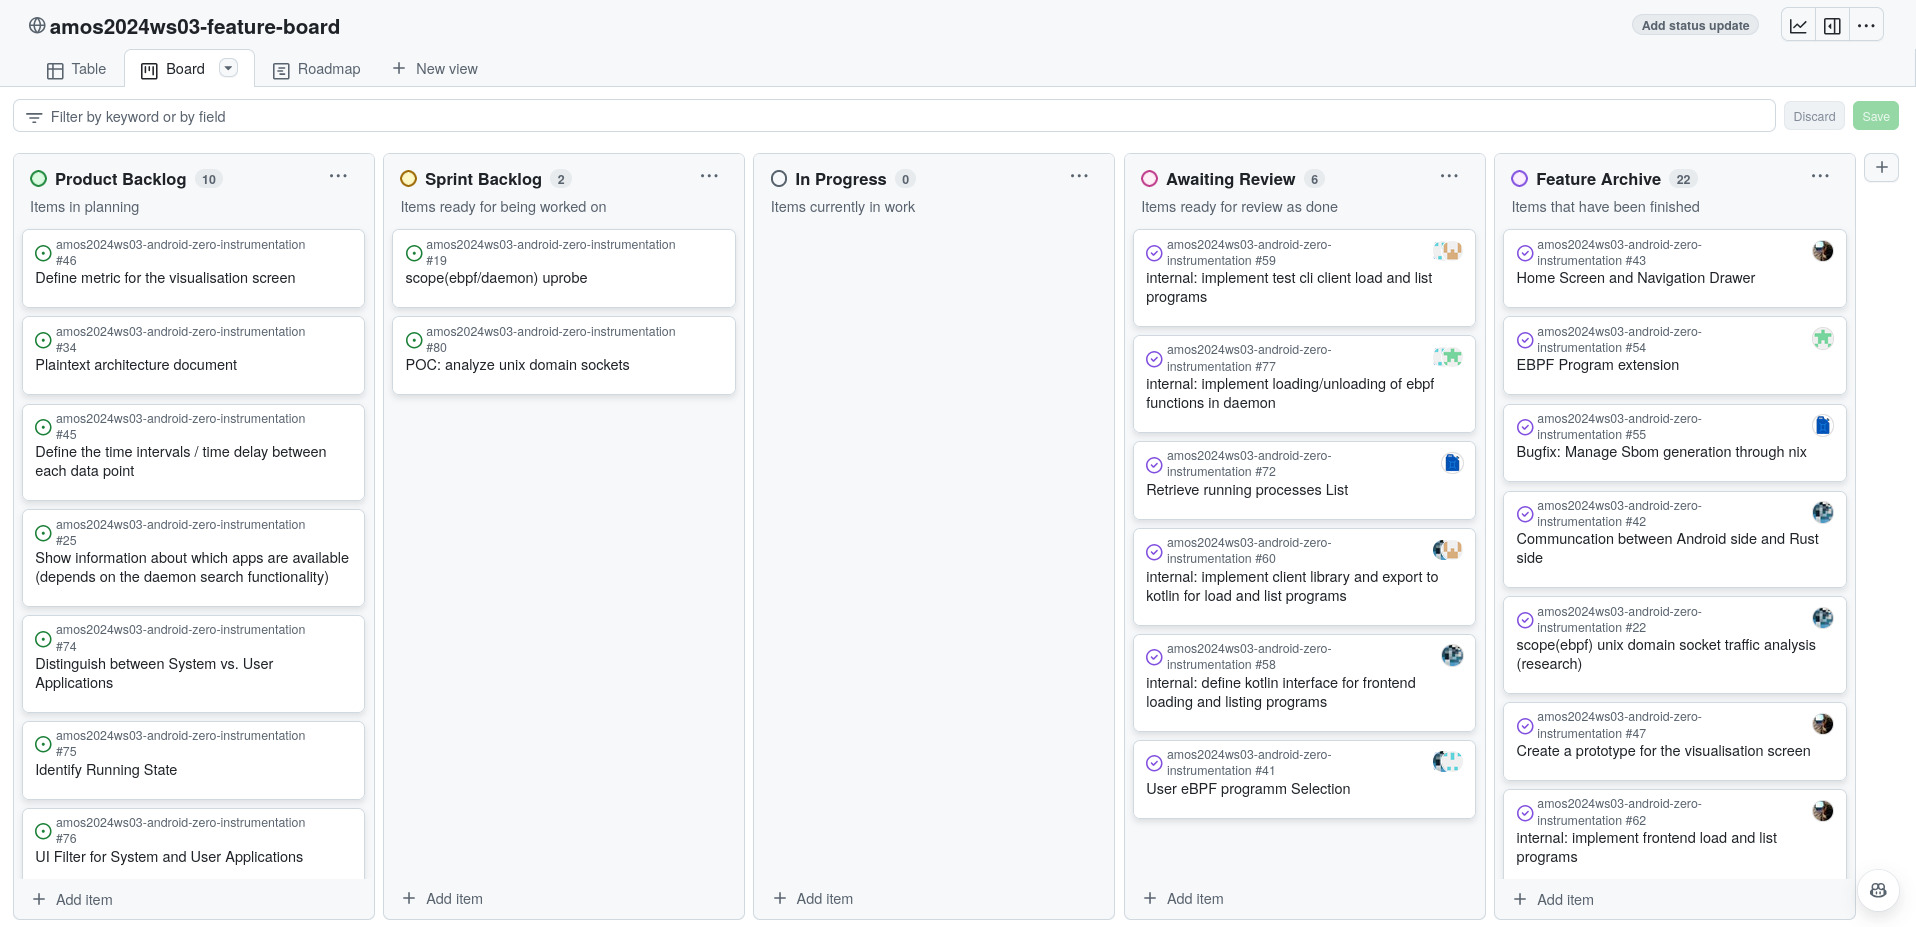 amos2024ws03-feature-board
Add status update
Table
Board
Roadmap
New view
Filter by keyword or by field
Discard
Save
Product Backlog 10
Items in planning
amos2024ws03-android-zero-instrumentation
#46
Define metric for the visualisation screen
amos2024ws03-android-zero-instrumentation
#34
Plaintext architecture document
amos2024ws03-android-zero-instrumentation
#45
Define the time intervals / time delay between
each data point
amos2024ws03-android-zero-instrumentation
#25
Show information about which apps are available
(depends on the daemon search functionality)
amos2024ws03-android-zero-instrumentation
#74
Distinguish between System vs. User
Applications
amos2024ws03-android-zero-instrumentation
#75
Identify Running State
amos2024ws03-android-zero-instrumentation
#76
UI Filter for System and User Applications
Add item
Sprint Backlog 2
Items ready for being worked on
amos2024ws03-android-zero-instrumentation
#19
scope(ebpf/daemon) uprobe
amos2024ws03-android-zero-instrumentation
#80
POC: analyze unix domain sockets
Add item
In Progress 0
Items currently in work
Add item
Awaiting Review 6
Items ready for review as done
amos2024ws03-android-zero-
instrumentation #59
internal: implement test cli client load and list
programs
amos2024ws03-android-zero-
instrumentation #77
internal: implement loading/unloading of ebpf
functions in daemon
amos2024ws03-android-zero-
instrumentation #72
Retrieve running processes List
amos2024ws03-android-zero-
instrumentation #60
internal: implement client library and export to
kotlin for load and list programs
amos2024ws03-android-zero-
instrumentation #58
internal: define kotlin interface for frontend
loading and listing programs
amos2024ws03-android-zero-
instrumentation #41
User eBPF programm Selection
Add item
Feature Archive 22
Items that have been finished
amos2024ws03-android-zero-
instrumentation #43
Home Screen and Navigation Drawer
amos2024ws03-android-zero-
instrumentation #54
EBPF Program extension
amos2024ws03-android-zero-
instrumentation #55
Bugfix: Manage Sbom generation through nix
amos2024ws03-android-zero-
instrumentation #42
Communcation between Android side and Rust
side
amos2024ws03-android-zero-
instrumentation #22
scope(ebpf) unix domain socket traffic analysis
(research)
amos2024ws03-android-zero-
instrumentation #47
Create a prototype for the visualisation screen
amos2024ws03-android-zero-
instrumentation #62
internal: implement frontend load and list
programs
Add item